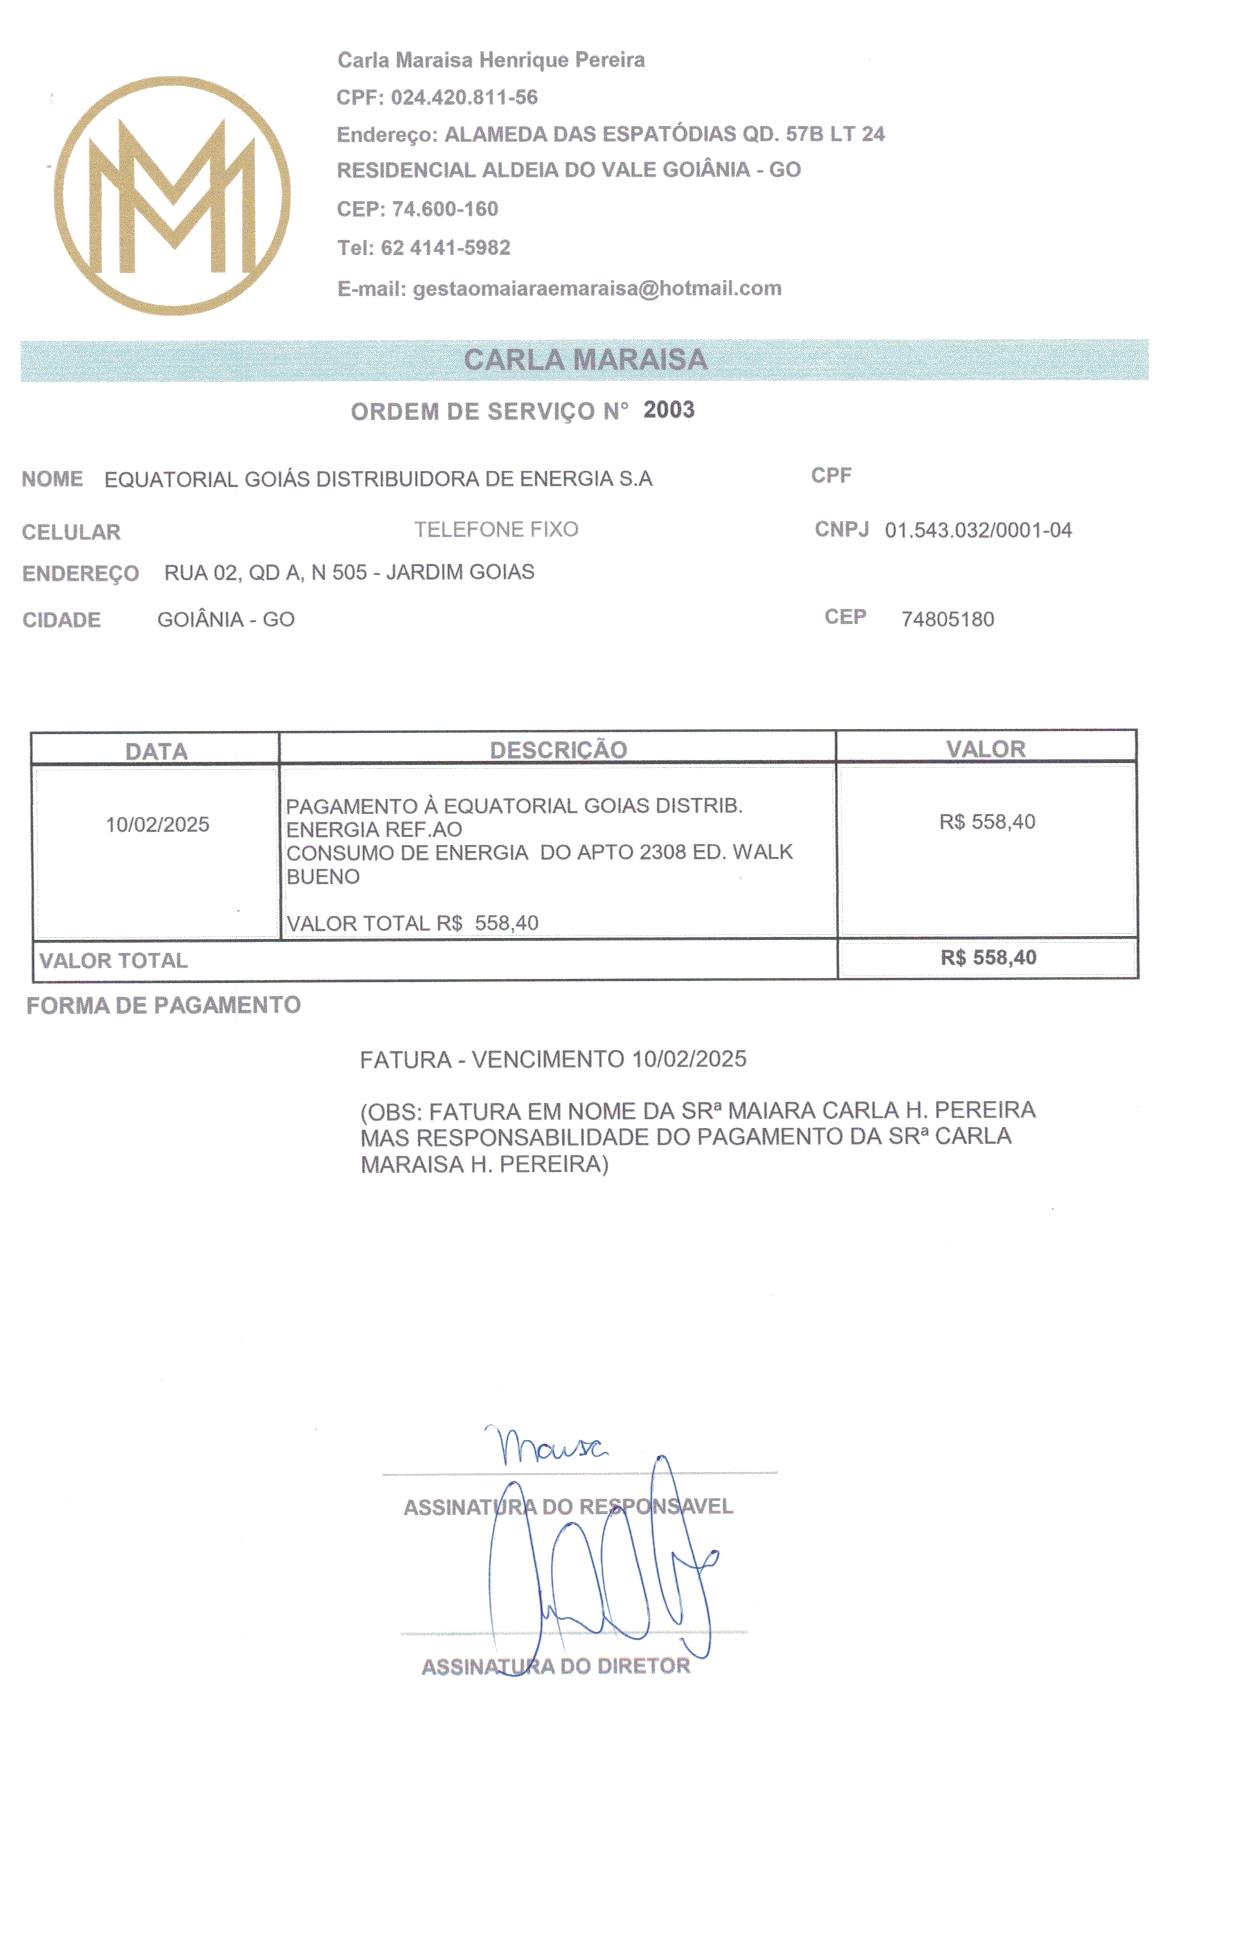 Carla Maraisa Henrique Pereira
CPF: 024.420.811-56
Endereço: ALAMEDA DAS ESPATÓDIAS QD. 57B LT 24
RESIDENCIAL ALDEIA DO VALE GOIÂNIA - GO
CEP: 74.600-160
Tel: 62 4141-5982
E-mail: gestaomaiaraemaraisa@hotmail.com
CARLA MARAISA
ORDEM DE SERVIÇO N° 2003
NOME EQUATORIAL GOIÁS DISTRIBUIDORA DE ENERGIA S.A CPF
CELULAR TELEFONE FIXO CNPJ 01.543.032/0001-04
ENDEREÇO RUA 02, QD A, N 505 - JARDIM GOIAS
CIDADE GOIÂNIA - GO CEP 74805180
DATA DESCRIÇÃO VALOR
PAGAMENTO À EQUATORIAL GOIAS DISTRIB.
10/02/2025 ENERGIA REF.AO R$ 558,40
CONSUMO DE ENERGIA DO APTO 2308 ED. WALK
BUENO
VALOR TOTAL R$ 558,40
VALOR TOTAL R$ 558,40
FORMA DE PAGAMENTO
FATURA - VENCIMENTO 10/02/2025
(OBS: FATURA EM NOME DA SRª MAIARA CARLA H. PEREIRA
MAS RESPONSABILIDADE DO PAGAMENTO DA SRª CARLA
MARAISA H. PEREIRA)
ASSINATURA DO RESPONSAVEL
ASSINATURA DO DIRETOR